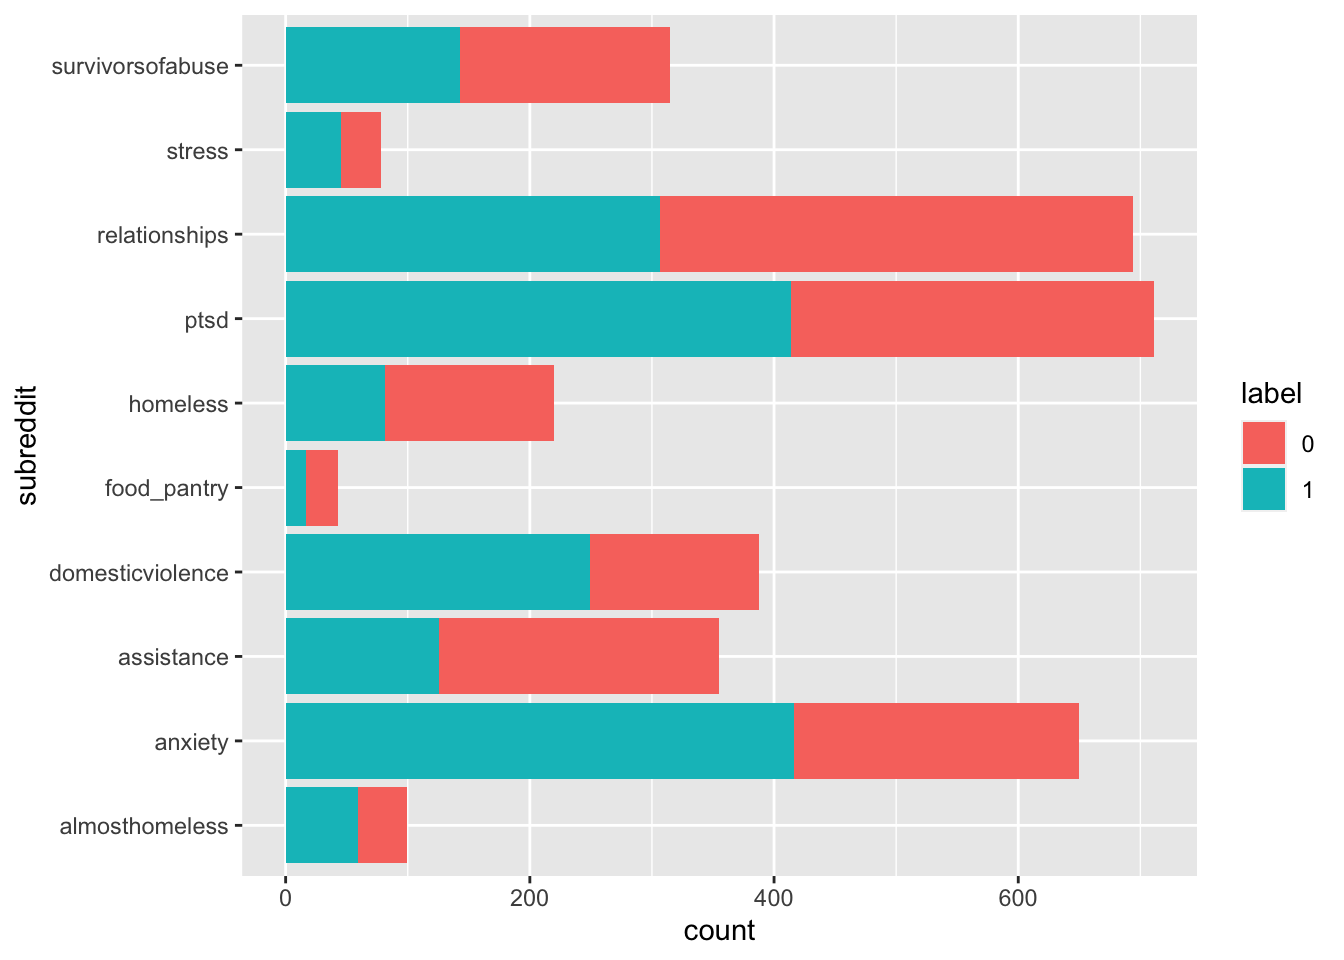 survivorsofabuse
stress
relationships
ptsd
homeless
food_pantry
domesticviolence
assistance
anxiety
almosthomeless
subreddit
0 200 400 600
count
label
0
1